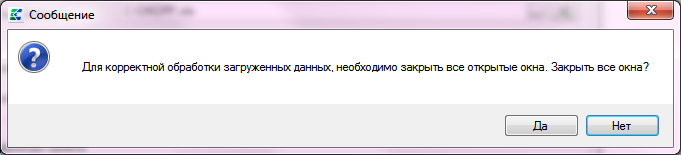 Сообщение
Для корректной обработки загруженных данных, необходимо закрыть все открытые окна. Закрыть все окна?
Да
Нет